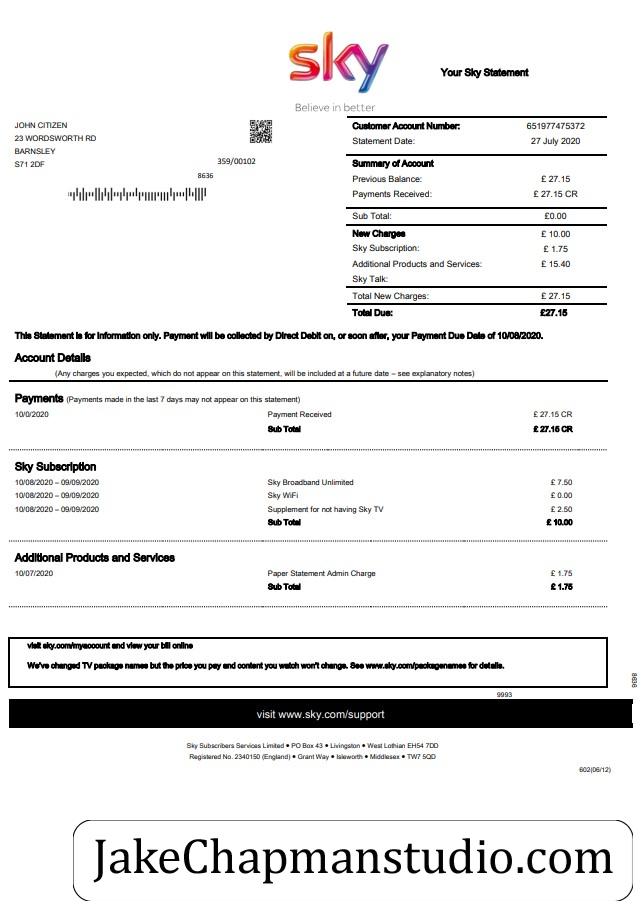 sky
Believe in better
Your Sky Statement
JOHN CITIZEN
23 WORDSWORTH RD
BARNSLEY
S71 2DF
359/00102
8636
Customer Account Number: 651977475372
Statement Date: 27 July 2020
Summary of Account
Previous Balance: £ 27.15
Payments Received: £ 27.15 CR
Sub Total: £0.00
New Charges £ 10.00
Sky Subscription: £ 1.75
Additional Products and Services: £ 15.40
Sky Talk:
Total New Charges: £ 27.15
Total Due: £27.15
This Statement is for information only. Payment will be collected by Direct Debit on, or soon after, your Payment Due Date of 10/08/2020.
Account Details
(Any charges you expected, which do not appear on this statement, will be included at a future date – see explanatory notes)
Payments (Payments made in the last 7 days may not appear on this statement)
10/0/2020 Payment Received £ 27.15 CR
Sub Total £ 27.15 CR
Sky Subscription
10/08/2020 – 09/09/2020 Sky Broadband Unlimited £ 7.50
10/08/2020 – 09/09/2020 Sky WiFi £ 0.00
10/08/2020 – 09/09/2020 Supplement for not having Sky TV £ 2.50
Sub Total £ 10.00
Additional Products and Services
10/07/2020 Paper Statement Admin Charge £ 1.75
Sub Total £ 1.75
visit sky.com/myaccount and view your bill online
We've changed TV package names but the price you pay and content you watch won't change. See www.sky.com/packagenames for details.
8636
9993
visit www.sky.com/support
Sky Subscribers Services Limited ● PO Box 43 ● Livingston ● West Lothian EH54 7DD
Registered No. 2340150 (England) ● Grant Way ● Isleworth ● Middlesex ● TW7 5QD
602(06/12)
JakeChapmanstudio.com